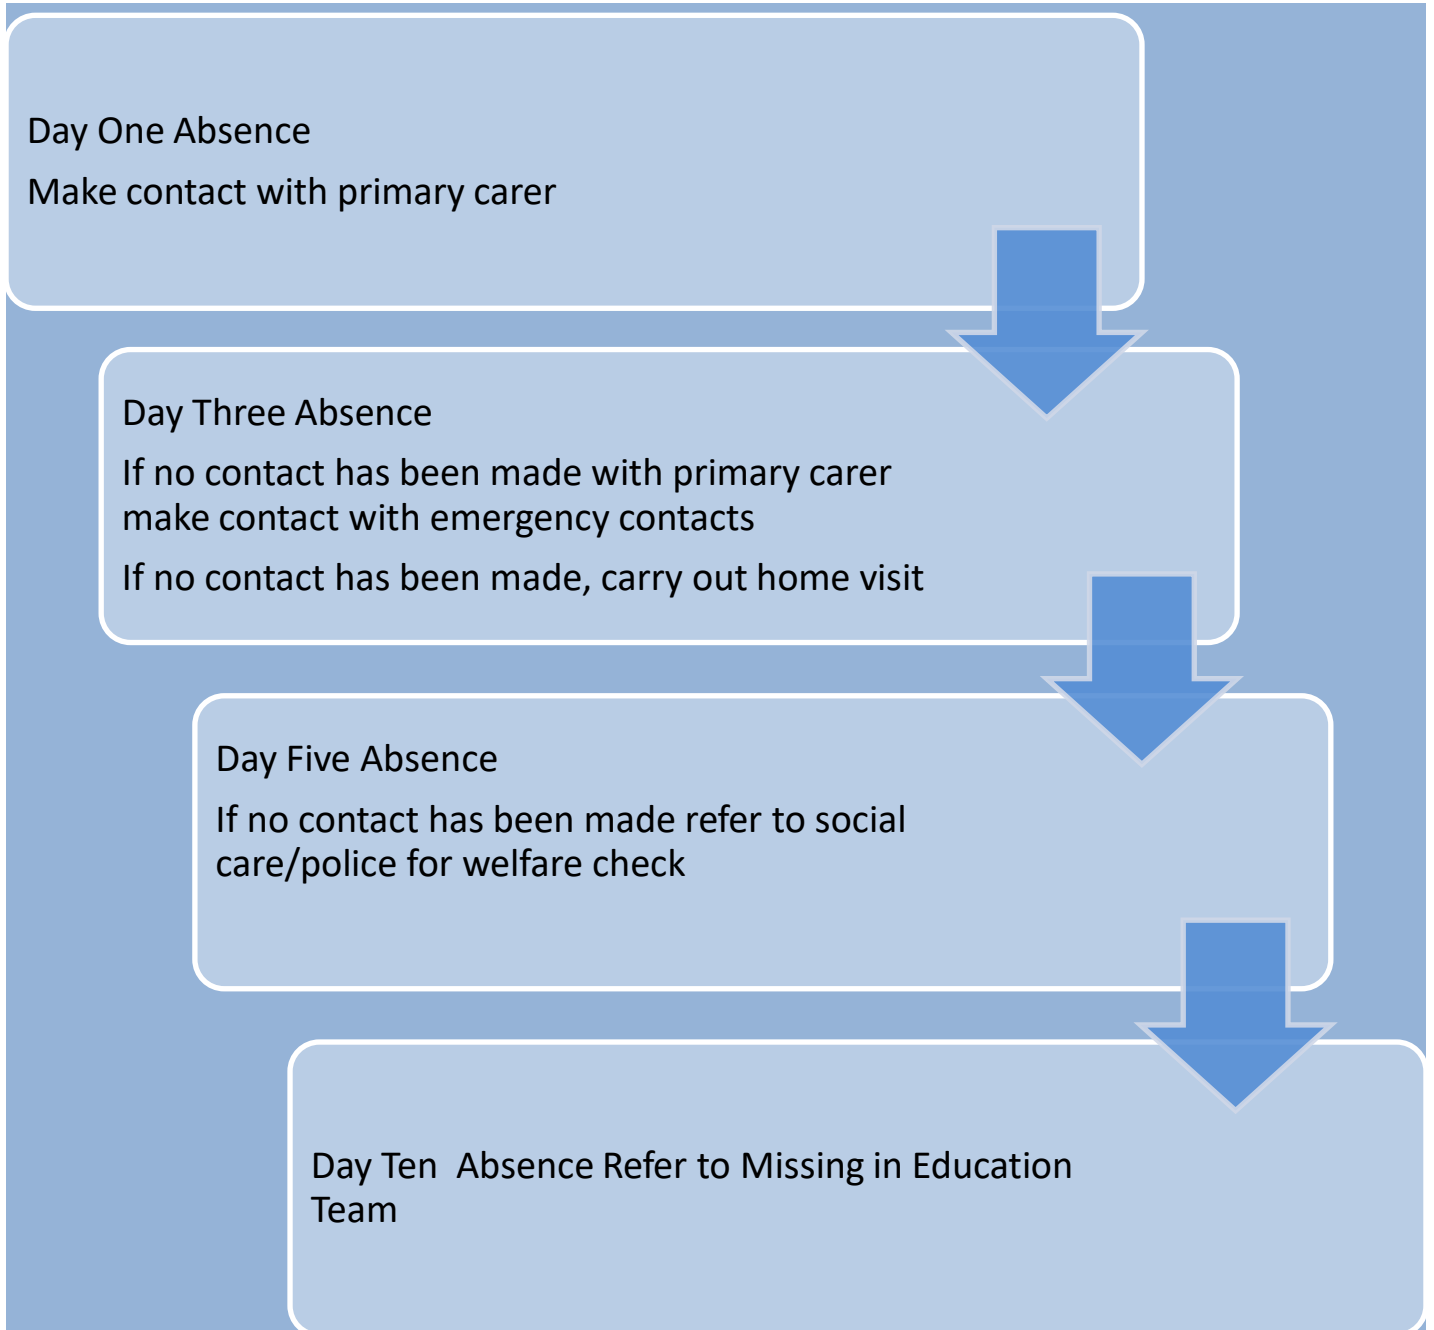 Day One Absence
Make contact with primary carer
Day Three Absence
If no contact has been made with primary carer
make contact with emergency contacts
If no contact has been made, carry out home visit
Day Five Absence
If no contact has been made refer to social
care/police for welfare check
Day Ten  Absence Refer to Missing in Education
Team